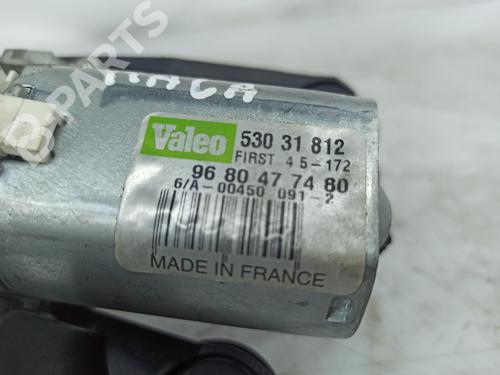 Valeo 530 31 812
FIRST 4 5-172
96 80 47 74 80
6/A-00450 091-2
MADE IN FRANCE
PARTS